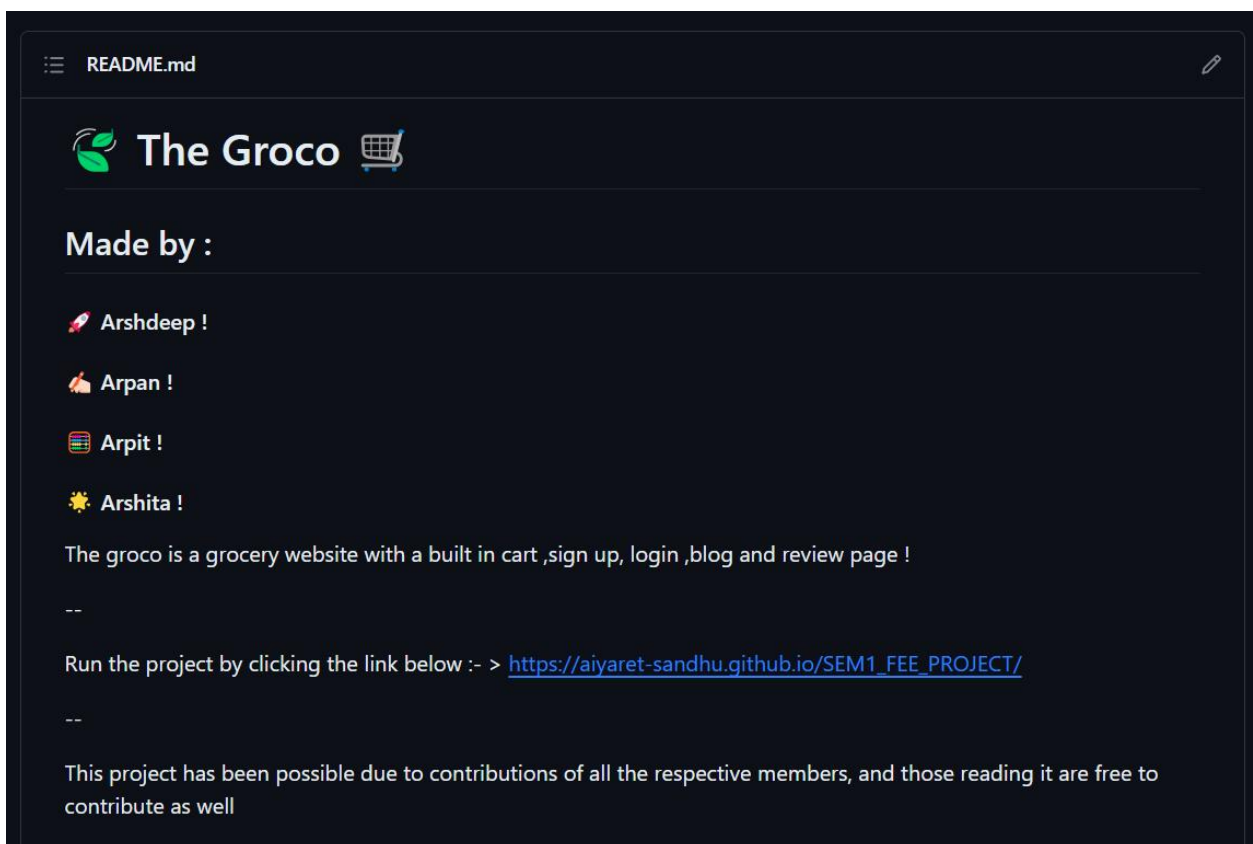 README.md
The Groco
Made by :
Arshdeep !
Arpan !
Arpit !
Arshita !
The groco is a grocery website with a built in cart ,sign up, login ,blog and review page !
--
Run the project by clicking the link below :- > https://aiyaret-sandhu.github.io/SEM1_FEE_PROJECT/
--
This project has been possible due to contributions of all the respective members, and those reading it are free to
contribute as well